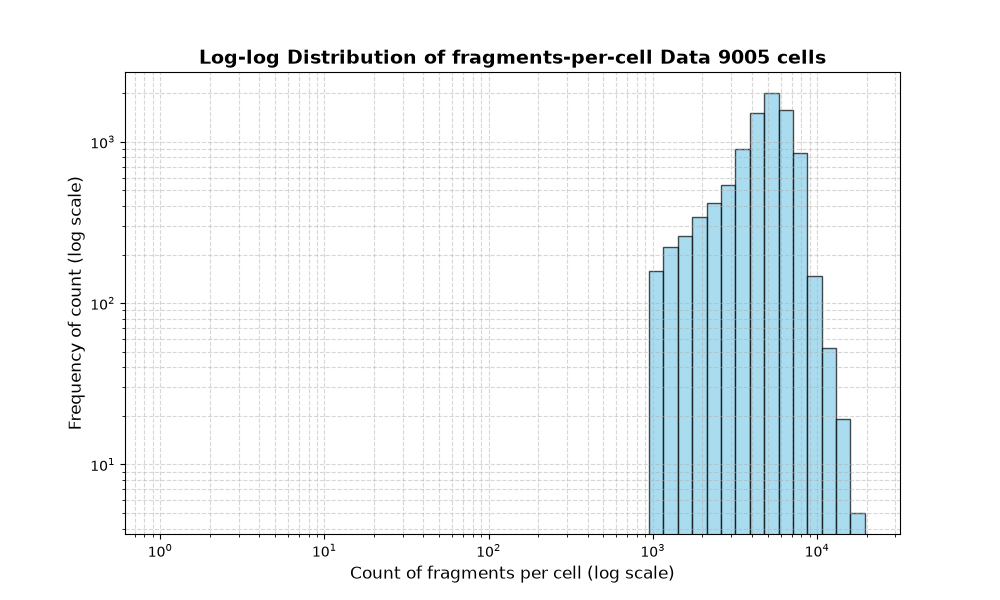 Log-log Distribution of fragments-per-cell Data 9005 cells
Frequency of count (log scale)
10³
10²
10¹
10⁰ 10¹ 10² 10³ 10⁴
Count of fragments per cell (log scale)